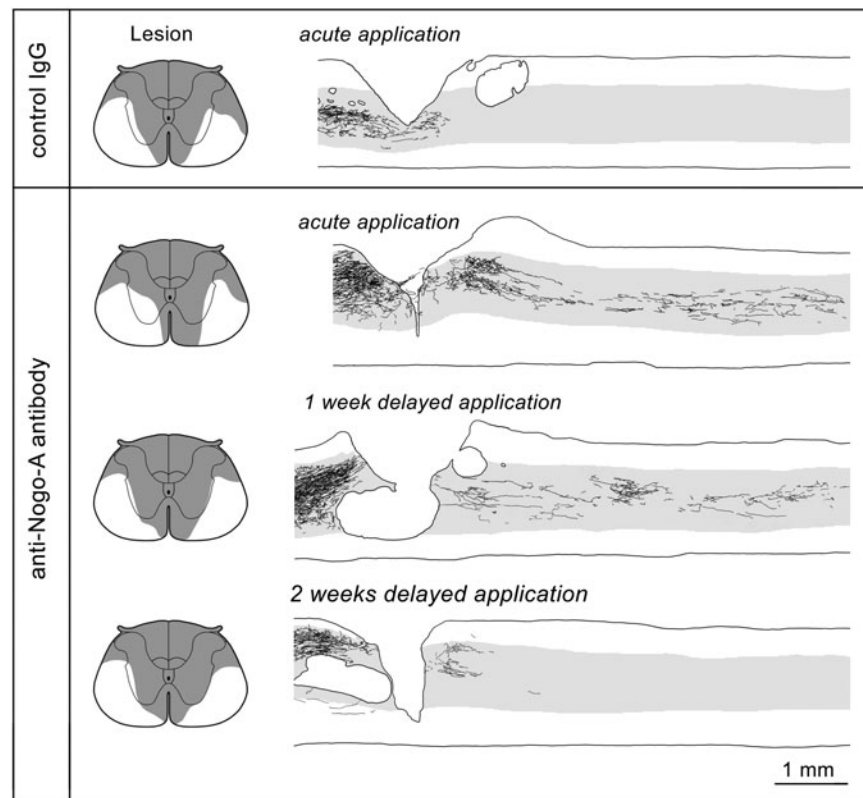 Lesion
acute application
control IgG
acute application
anti-Nogo-A antibody
1 week delayed application
2 weeks delayed application
1 mm